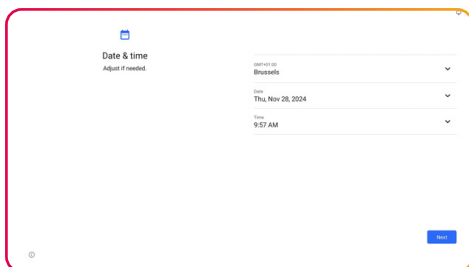 Date & time
Adjust if needed.
GMT+01:00
Brussels
Date
Thu, Nov 28, 2024
Time
9:57 AM
Next